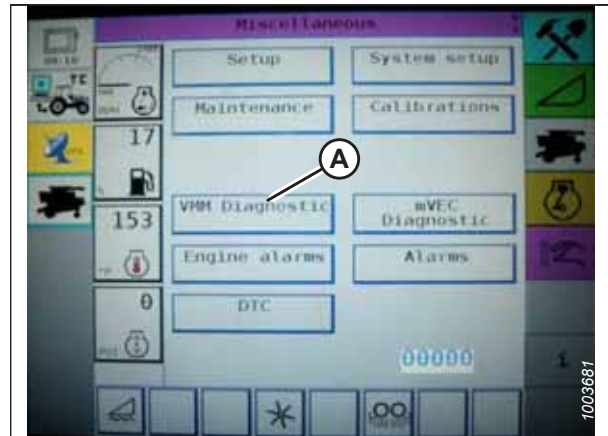 Miscellaneous
TC
Setup
System setup
Maintenance
Calibrations
17
A
153
VMM Diagnostic
mVEC
Diagnostic
Engine alarms
Alarms
0
DTC
00000
i
1003681